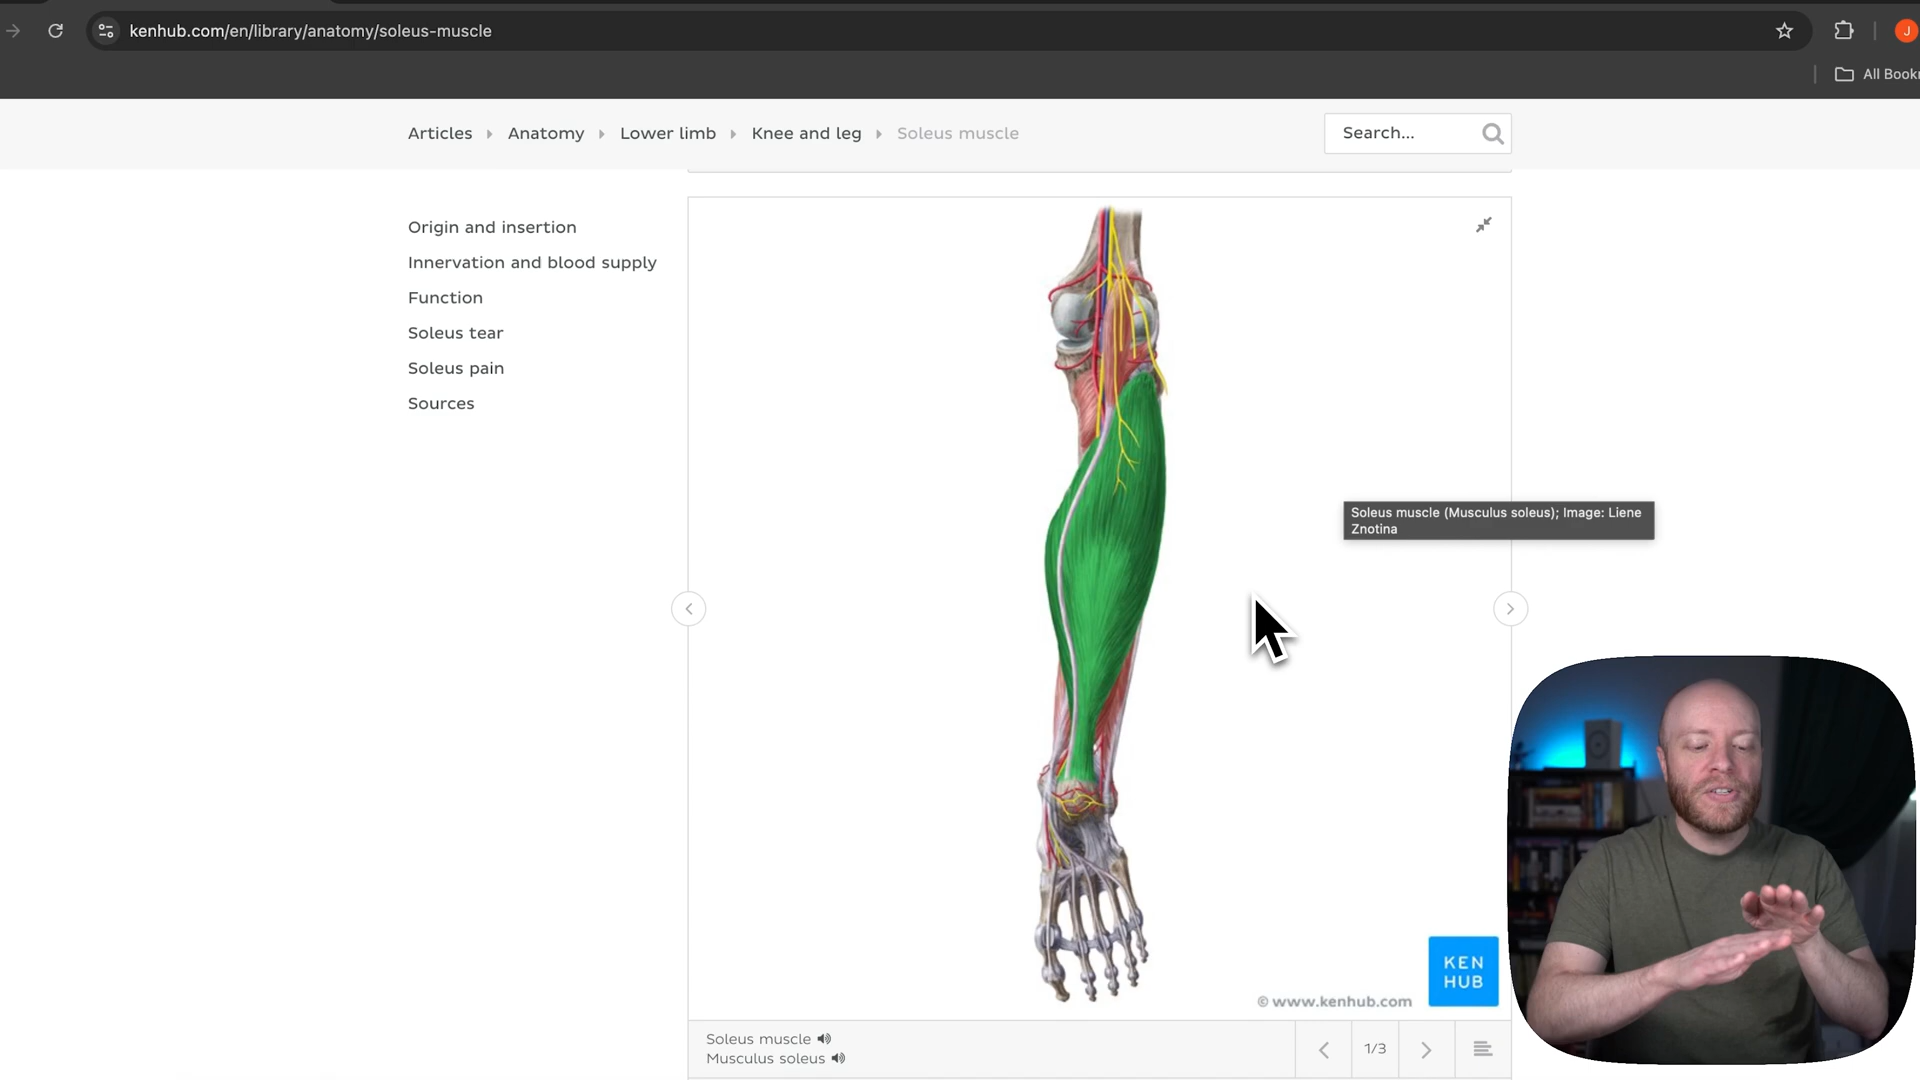 kenhub.com/en/library/anatomy/soleus-muscle
J
All Bookr
Articles Anatomy Lower limb Knee and leg Soleus muscle
Search...
Origin and insertion
Innervation and blood supply
Function
Soleus tear
Soleus pain
Sources
Soleus muscle (Musculus soleus); Image: Liene
Znotina
KEN
HUB
© www.kenhub.com
Soleus muscle
Musculus soleus
1/3